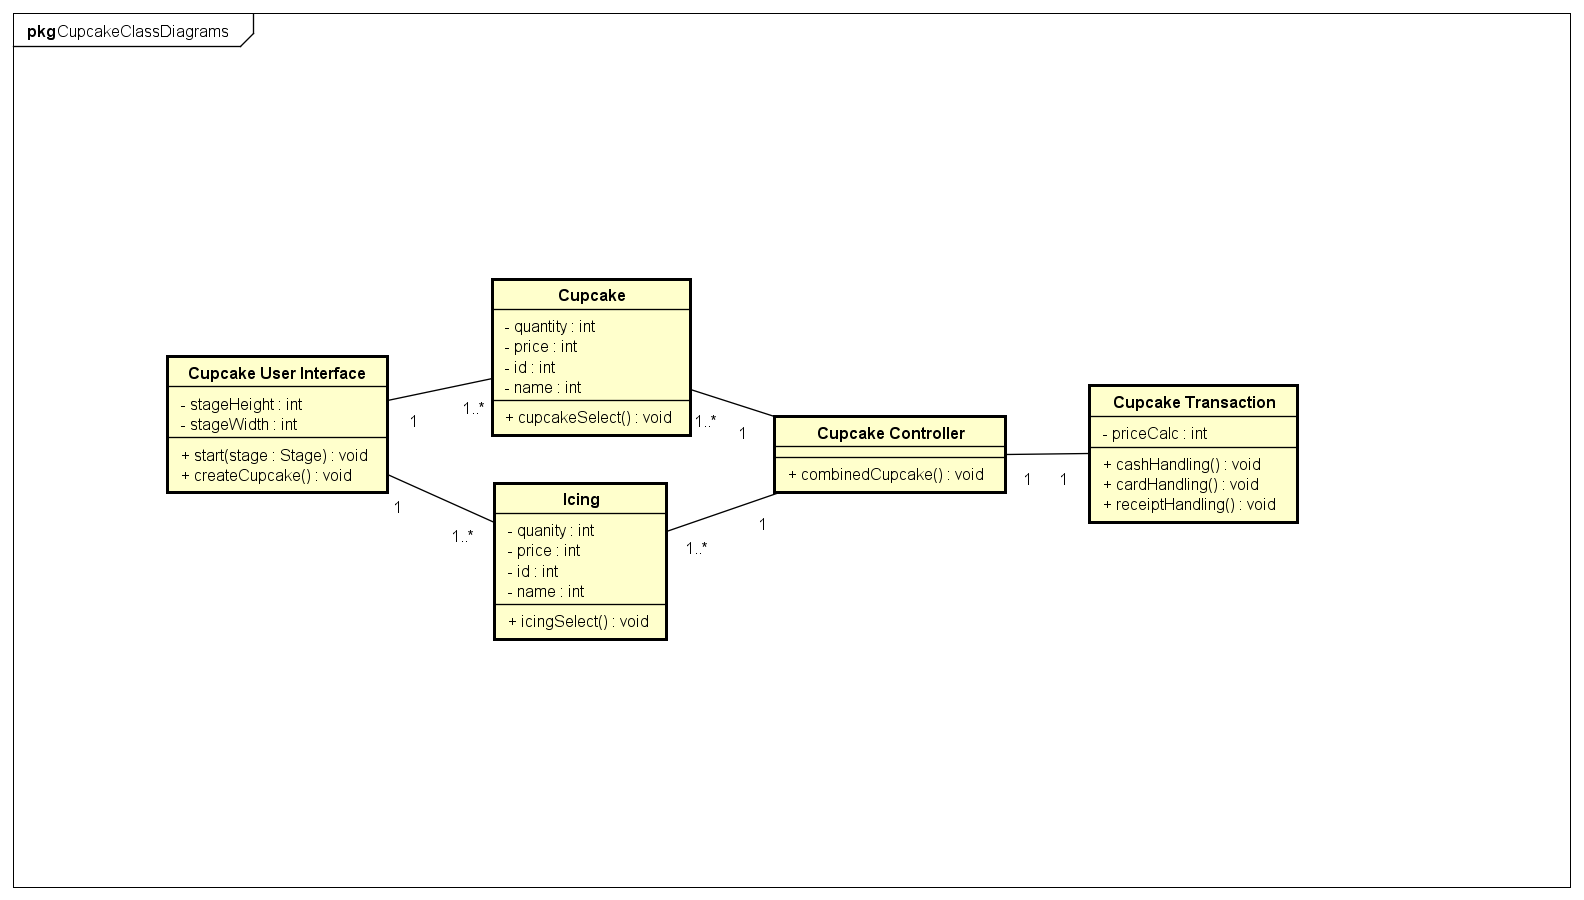 pkg CupcakeClassDiagrams
Cupcake User Interface
- stageHeight : int
- stageWidth : int
+ start(stage : Stage) : void
+ createCupcake() : void
1
1..*
1
1..*
Cupcake
- quantity : int
- price : int
- id : int
- name : int
+ cupcakeSelect() : void
1..*
1
Icing
- quanity : int
- price : int
- id : int
- name : int
+ icingSelect() : void
1..*
1
Cupcake Controller
+ combinedCupcake() : void
1
1
Cupcake Transaction
- priceCalc : int
+ cashHandling() : void
+ cardHandling() : void
+ receiptHandling() : void